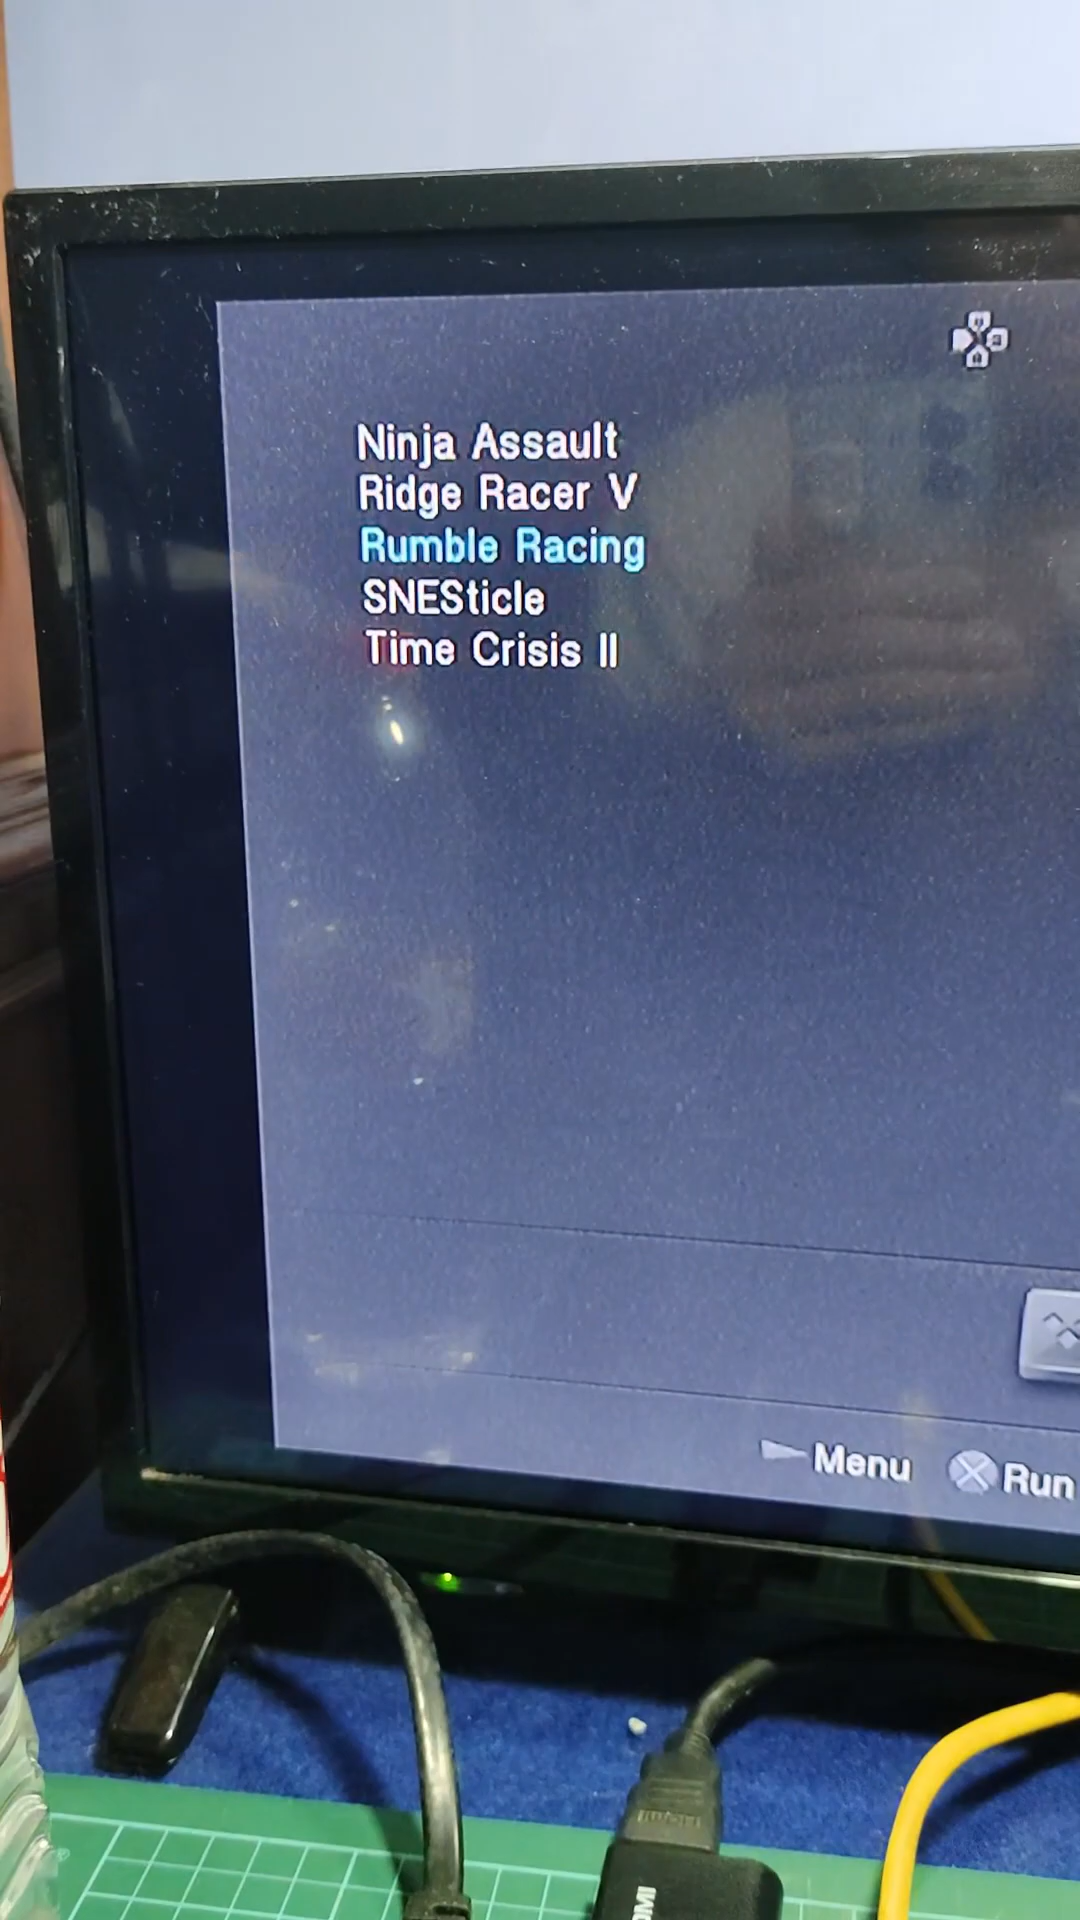 Ninja Assault
Ridge Racer V
Rumble Racing
SNESticle
Time Crisis II
Menu
Run